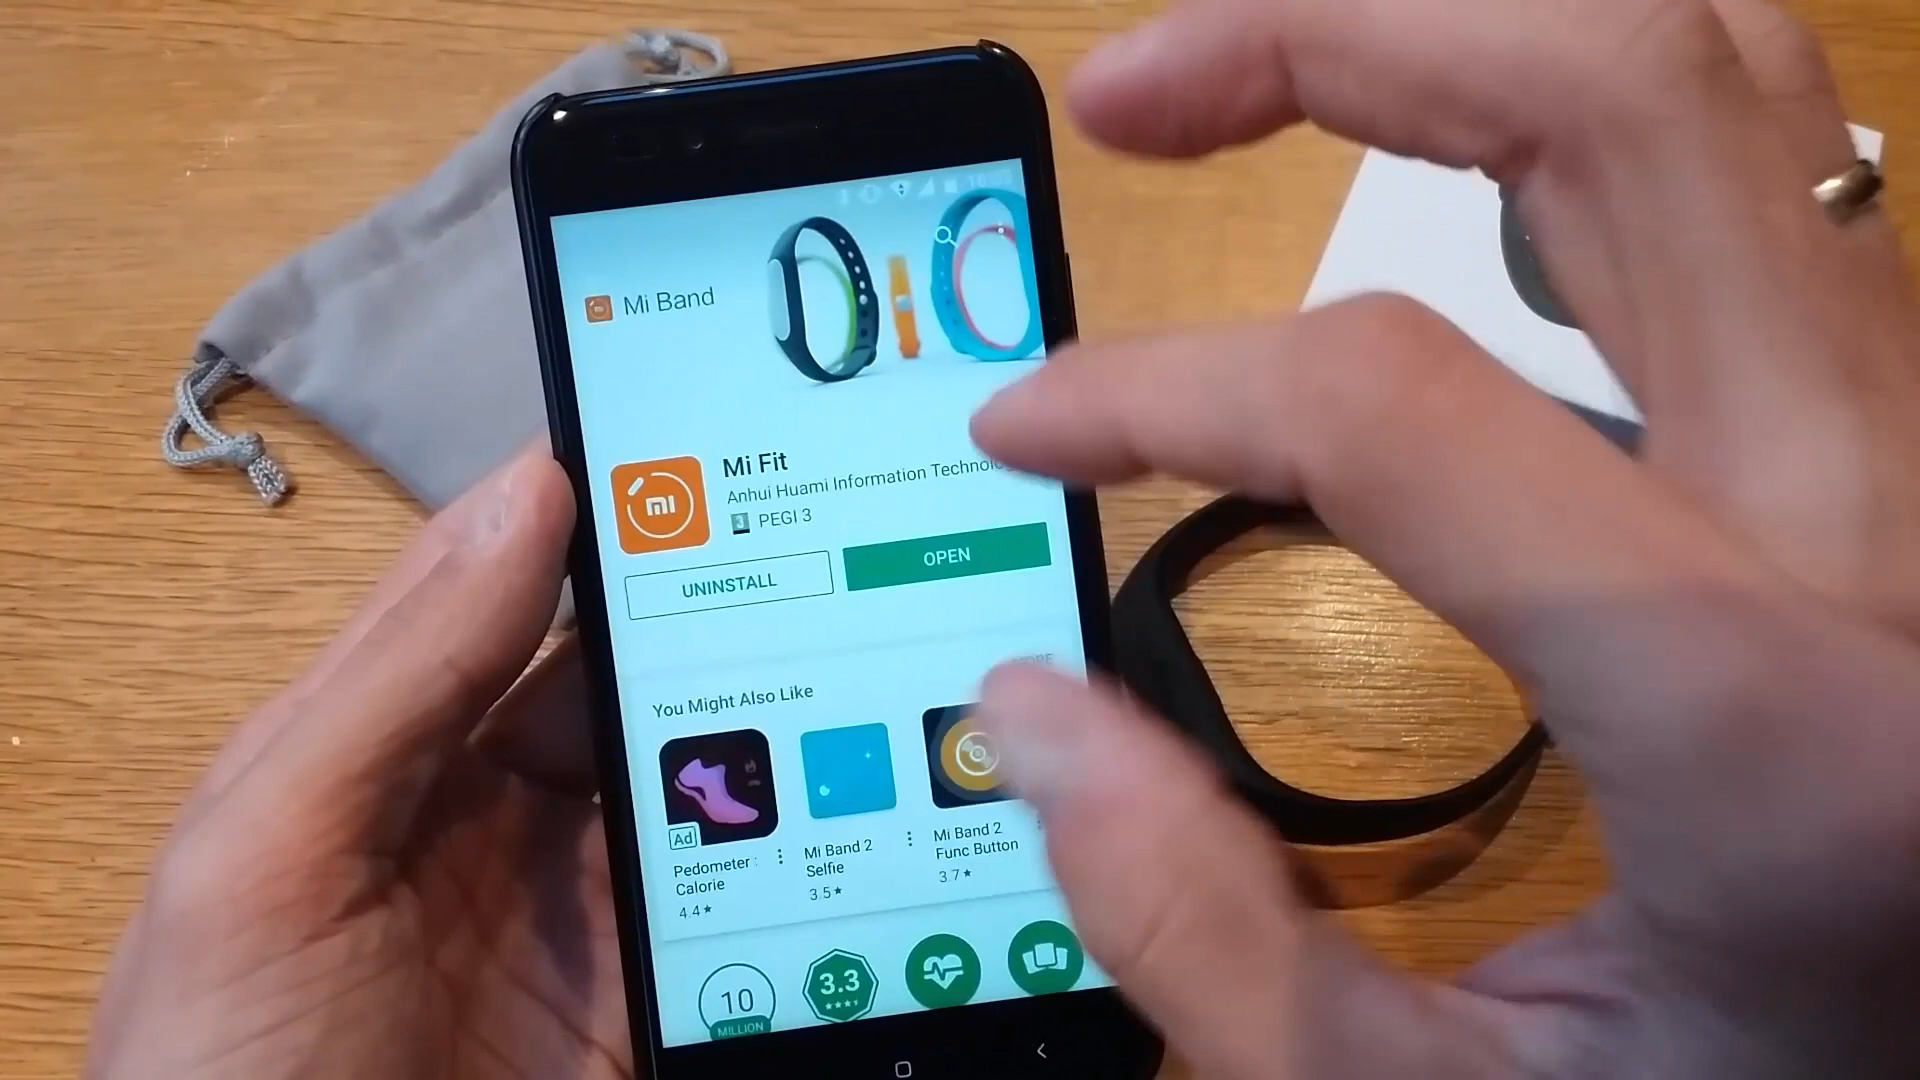 Mi Band
mi
Mi Fit
Anhui Huami Information
3 PEGI 3
UNINSTALL
OPEN
MORE
You Might Also Like
Ad
Pedometer :
Calorie
4.4★
Mi Band 2
Selfie
3.5★
Mi Band 2
Func Button
3.7★
10
MILLION
3.3